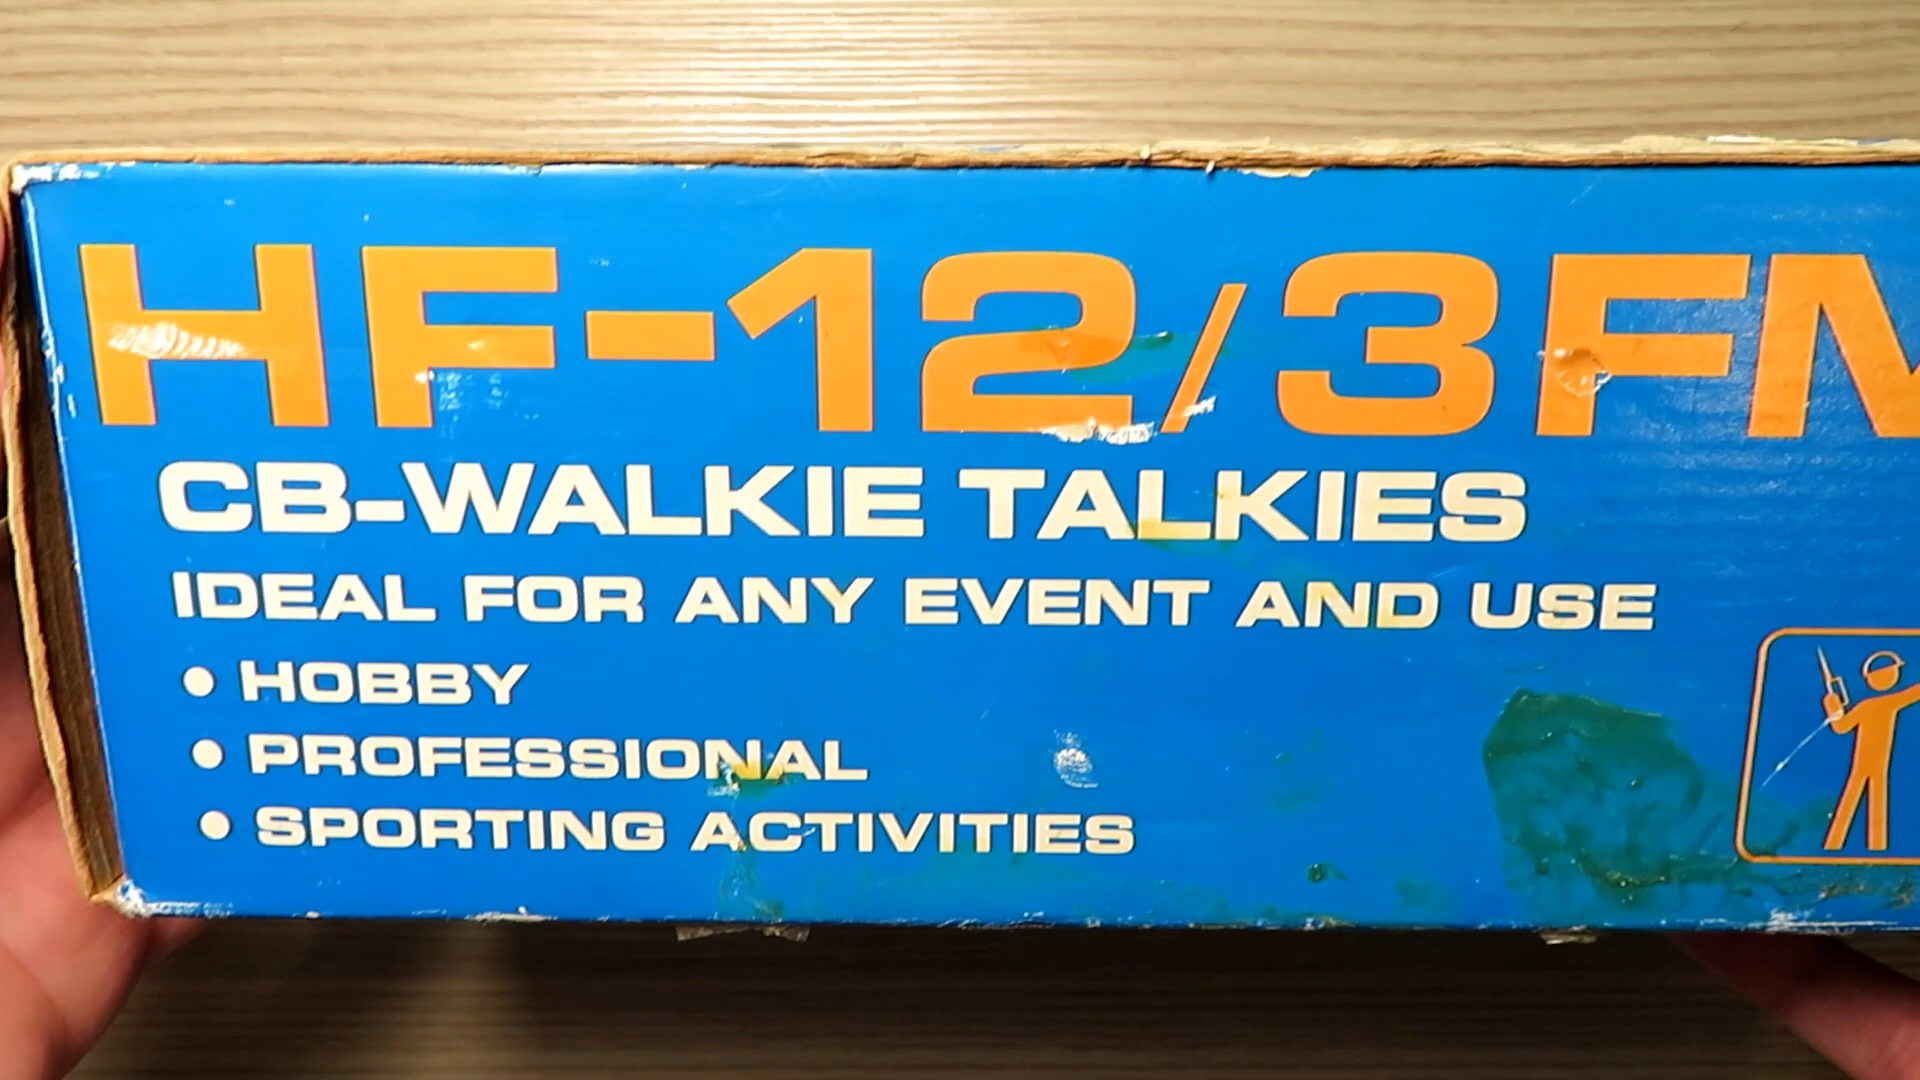 HF-12/3FM
CB-WALKIE TALKIES
IDEAL FOR ANY EVENT AND USE
• HOBBY
• PROFESSIONAL
• SPORTING ACTIVITIES